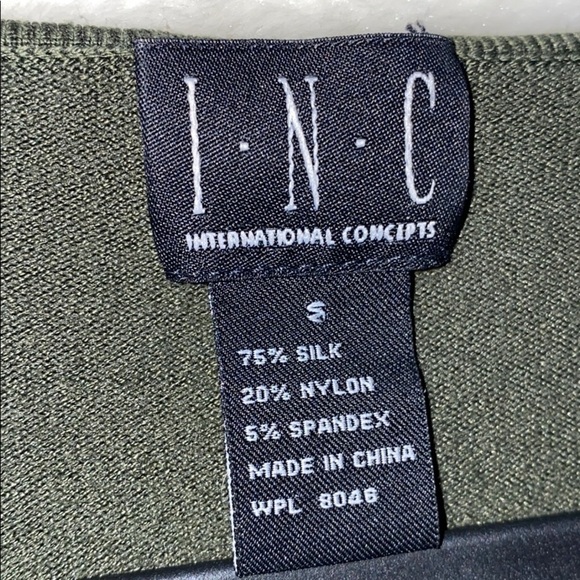 I·N·C
INTERNATIONAL CONCEPTS
S
75% SILK
20% NYLON
5% SPANDEX
MADE IN CHINA
WPL 8046